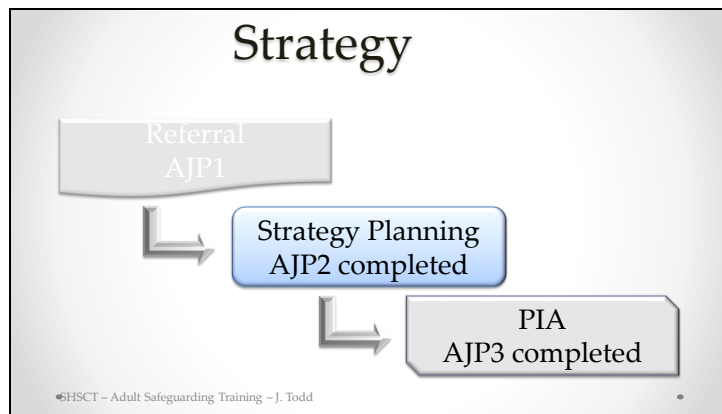 Strategy
Referral
AJP1
Strategy Planning
AJP2 completed
PIA
AJP3 completed
SHSCT – Adult Safeguarding Training – J. Todd